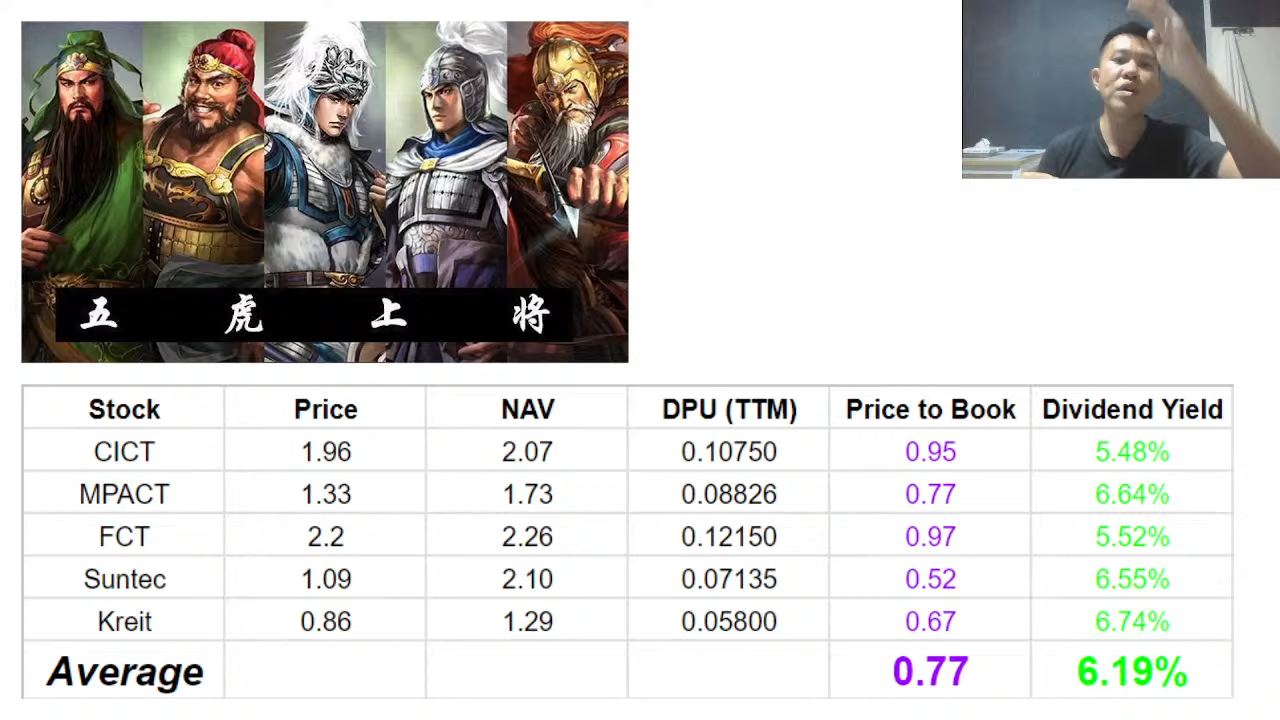 五 虎 上 将
Stock Price NAV DPU (TTM) Price to Book Dividend Yield
CICT 1.96 2.07 0.10750 0.95 5.48%
MPACT 1.33 1.73 0.08826 0.77 6.64%
FCT 2.2 2.26 0.12150 0.97 5.52%
Suntec 1.09 2.10 0.07135 0.52 6.55%
Kreit 0.86 1.29 0.05800 0.67 6.74%
Average 0.77 6.19%